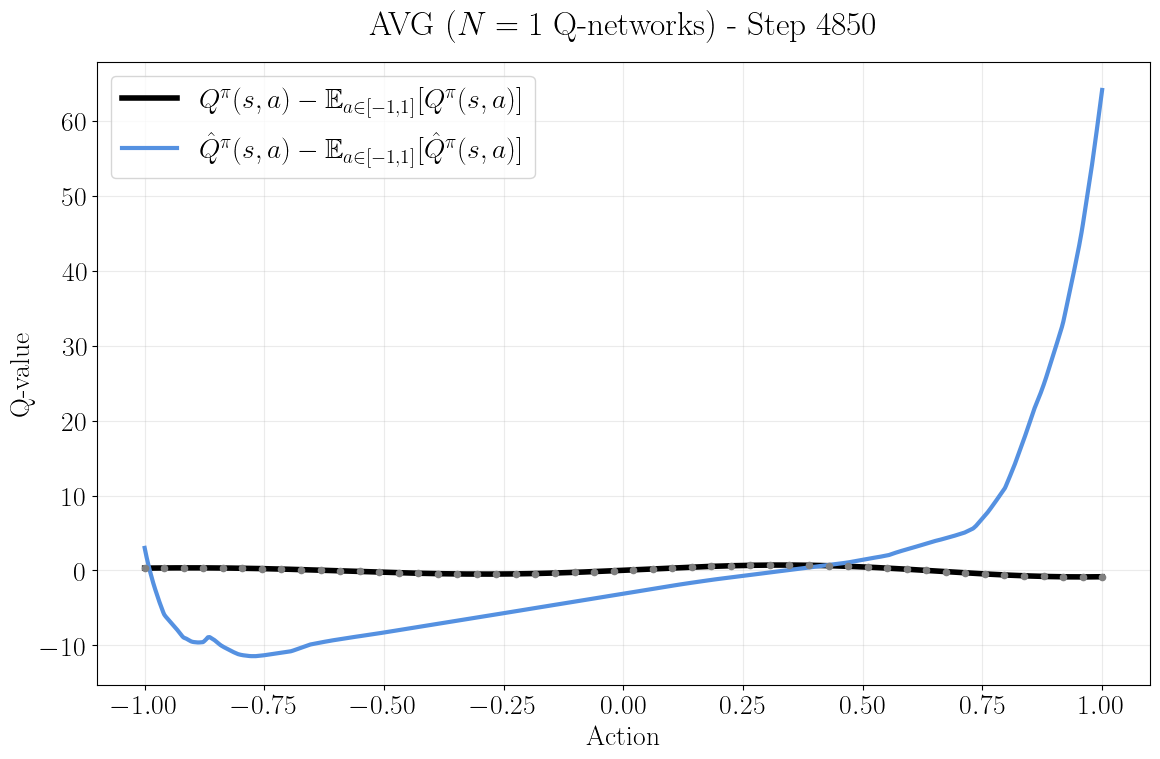 AVG (N = 1 Q-networks) - Step 4850
Q^π(s, a) − 𝔼_{a∈[−1,1]}[Q^π(s, a)]
Q̂^π(s, a) − 𝔼_{a∈[−1,1]}[Q̂^π(s, a)]
60
50
40
30
20
10
0
−10
Q-value
−1.00 −0.75 −0.50 −0.25 0.00 0.25 0.50 0.75 1.00
Action